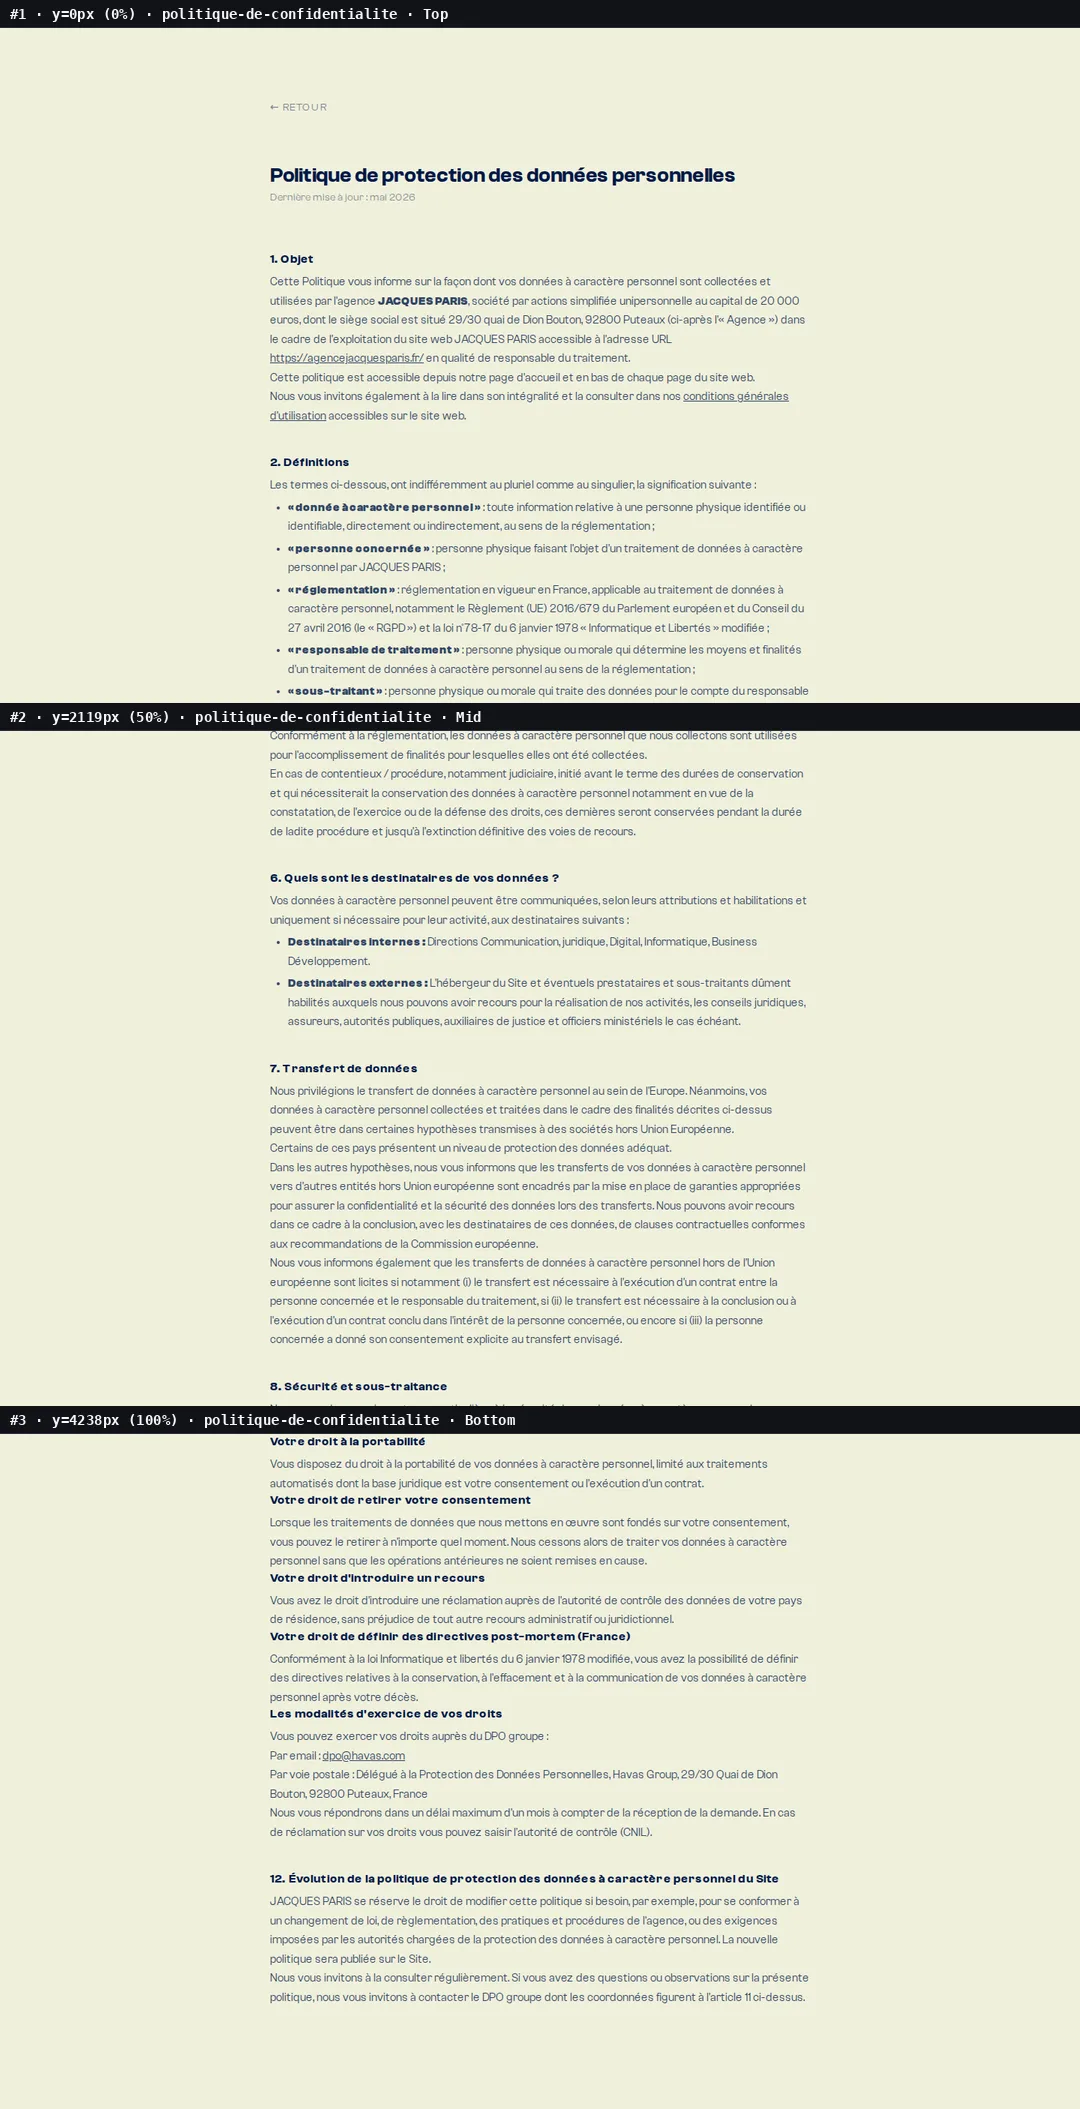 #1 · y=0px (0%) · politique-de-confidentialite · Top
← RETOUR
Politique de protection des données personnelles
Dernière mise à jour : mai 2026
1. Objet
Cette Politique vous informe sur la façon dont vos données à caractère personnel sont collectées et
utilisées par l'agence JACQUES PARIS, société par actions simplifiée unipersonnelle au capital de 20 000
euros, dont le siège social est situé 29/30 quai de Dion Bouton, 92800 Puteaux (ci-après l'« Agence ») dans
le cadre de l'exploitation du site web JACQUES PARIS accessible à l'adresse URL
https://agencejacquesparis.fr/ en qualité de responsable du traitement.
Cette politique est accessible depuis notre page d'accueil et en bas de chaque page du site web.
Nous vous invitons également à la lire dans son intégralité et la consulter dans nos conditions générales
d'utilisation accessibles sur le site web.
2. Définitions
Les termes ci-dessous, ont indifféremment au pluriel comme au singulier, la signification suivante :
• « donnée à caractère personnel » : toute information relative à une personne physique identifiée ou
identifiable, directement ou indirectement, au sens de la réglementation ;
• « personne concernée » : personne physique faisant l'objet d'un traitement de données à caractère
personnel par JACQUES PARIS ;
• « réglementation » : réglementation en vigueur en France, applicable au traitement de données à
caractère personnel, notamment le Règlement (UE) 2016/679 du Parlement européen et du Conseil du
27 avril 2016 (le « RGPD ») et la loi n°78-17 du 6 janvier 1978 « Informatique et Libertés » modifiée ;
• « responsable de traitement » : personne physique ou morale qui détermine les moyens et finalités
d'un traitement de données à caractère personnel au sens de la réglementation ;
• « sous-traitant » : personne physique ou morale qui traite des données pour le compte du responsable
#2 · y=2119px (50%) · politique-de-confidentialite · Mid
Conformément à la réglementation, les données à caractère personnel que nous collectons sont utilisées
pour l'accomplissement de finalités pour lesquelles elles ont été collectées.
En cas de contentieux / procédure, notamment judiciaire, initié avant le terme des durées de conservation
et qui nécessiterait la conservation des données à caractère personnel notamment en vue de la
constatation, de l'exercice ou de la défense des droits, ces dernières seront conservées pendant la durée
de ladite procédure et jusqu'à l'extinction définitive des voies de recours.
6. Quels sont les destinataires de vos données ?
Vos données à caractère personnel peuvent être communiquées, selon leurs attributions et habilitations et
uniquement si nécessaire pour leur activité, aux destinataires suivants :
• Destinataires internes : Directions Communication, juridique, Digital, Informatique, Business
Développement.
• Destinataires externes : L'hébergeur du Site et éventuels prestataires et sous-traitants dûment
habilités auxquels nous pouvons avoir recours pour la réalisation de nos activités, les conseils juridiques,
assureurs, autorités publiques, auxiliaires de justice et officiers ministériels le cas échéant.
7. Transfert de données
Nous privilégions le transfert de données à caractère personnel au sein de l'Europe. Néanmoins, vos
données à caractère personnel collectées et traitées dans le cadre des finalités décrites ci-dessus
peuvent être dans certaines hypothèses transmises à des sociétés hors Union Européenne.
Certains de ces pays présentent un niveau de protection des données adéquat.
Dans les autres hypothèses, nous vous informons que les transferts de vos données à caractère personnel
vers d'autres entités hors Union européenne sont encadrés par la mise en place de garanties appropriées
pour assurer la confidentialité et la sécurité des données lors des transferts. Nous pouvons avoir recours
dans ce cadre à la conclusion, avec les destinataires de ces données, de clauses contractuelles conformes
aux recommandations de la Commission européenne.
Nous vous informons également que les transferts de données à caractère personnel hors de l'Union
européenne sont licites si notamment (i) le transfert est nécessaire à l'exécution d'un contrat entre la
personne concernée et le responsable du traitement, si (ii) le transfert est nécessaire à la conclusion ou à
l'exécution d'un contrat conclu dans l'intérêt de la personne concernée, ou encore si (iii) la personne
concernée a donné son consentement explicite au transfert envisagé.
8. Sécurité et sous-traitance
#3 · y=4238px (100%) · politique-de-confidentialite · Bottom
Votre droit à la portabilité
Vous disposez du droit à la portabilité de vos données à caractère personnel, limité aux traitements
automatisés dont la base juridique est votre consentement ou l'exécution d'un contrat.
Votre droit de retirer votre consentement
Lorsque les traitements de données que nous mettons en œuvre sont fondés sur votre consentement,
vous pouvez le retirer à n'importe quel moment. Nous cessons alors de traiter vos données à caractère
personnel sans que les opérations antérieures ne soient remises en cause.
Votre droit d'introduire un recours
Vous avez le droit d'introduire une réclamation auprès de l'autorité de contrôle des données de votre pays
de résidence, sans préjudice de tout autre recours administratif ou juridictionnel.
Votre droit de définir des directives post-mortem (France)
Conformément à la loi Informatique et libertés du 6 janvier 1978 modifiée, vous avez la possibilité de définir
des directives relatives à la conservation, à l'effacement et à la communication de vos données à caractère
personnel après votre décès.
Les modalités d'exercice de vos droits
Vous pouvez exercer vos droits auprès du DPO groupe :
Par email : dpo@havas.com
Par voie postale : Délégué à la Protection des Données Personnelles, Havas Group, 29/30 Quai de Dion
Bouton, 92800 Puteaux, France
Nous vous répondrons dans un délai maximum d'un mois à compter de la réception de la demande. En cas
de réclamation sur vos droits vous pouvez saisir l'autorité de contrôle (CNIL).
12. Évolution de la politique de protection des données à caractère personnel du Site
JACQUES PARIS se réserve le droit de modifier cette politique si besoin, par exemple, pour se conformer à
un changement de loi, de règlementation, des pratiques et procédures de l'agence, ou des exigences
imposées par les autorités chargées de la protection des données à caractère personnel. La nouvelle
politique sera publiée sur le Site.
Nous vous invitons à la consulter régulièrement. Si vous avez des questions ou observations sur la présente
politique, nous vous invitons à contacter le DPO groupe dont les coordonnées figurent à l'article 11 ci-dessus.